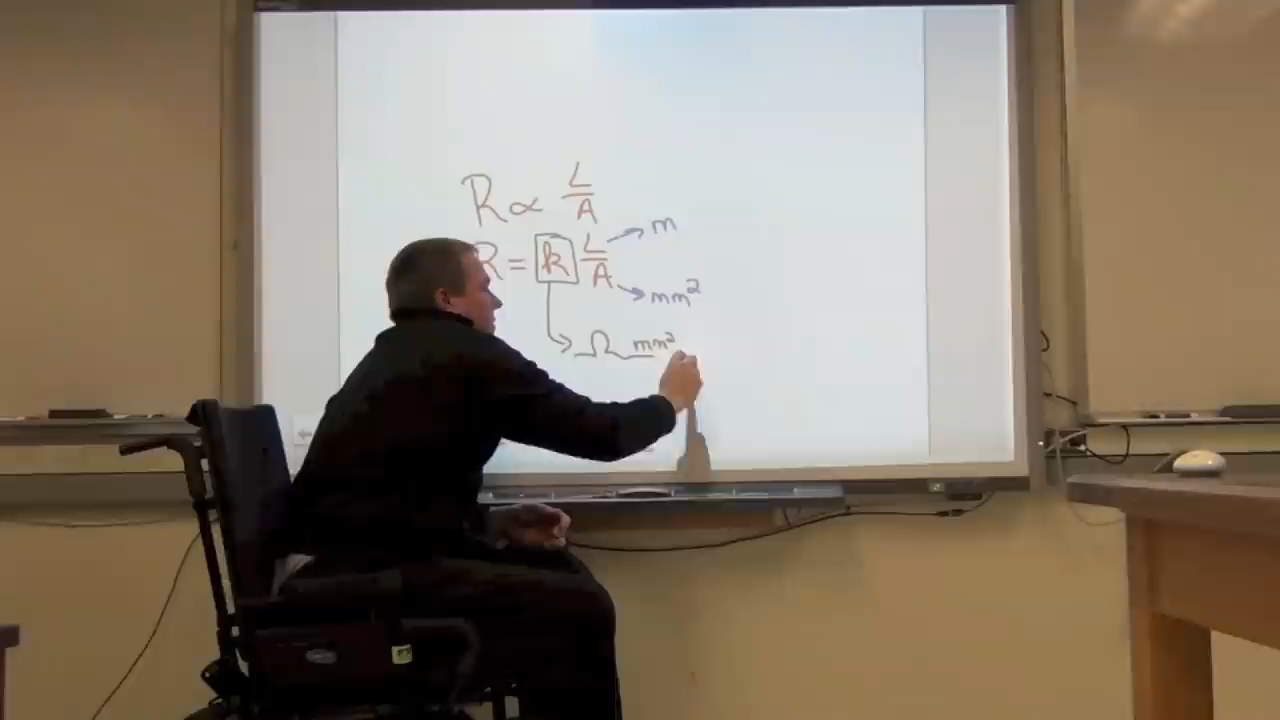 R ∝ L/A
R = k L/A → m
→ mm²
Ω mm²